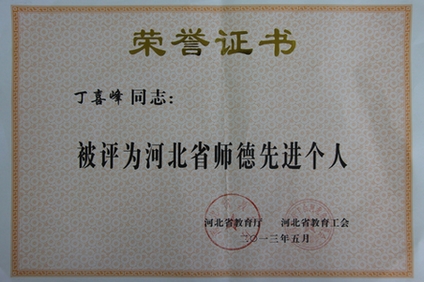 荣誉证书
丁喜峰 同志：
被评为河北省师德先进个人
河北省教育厅 河北省教育工会
二〇一三年五月